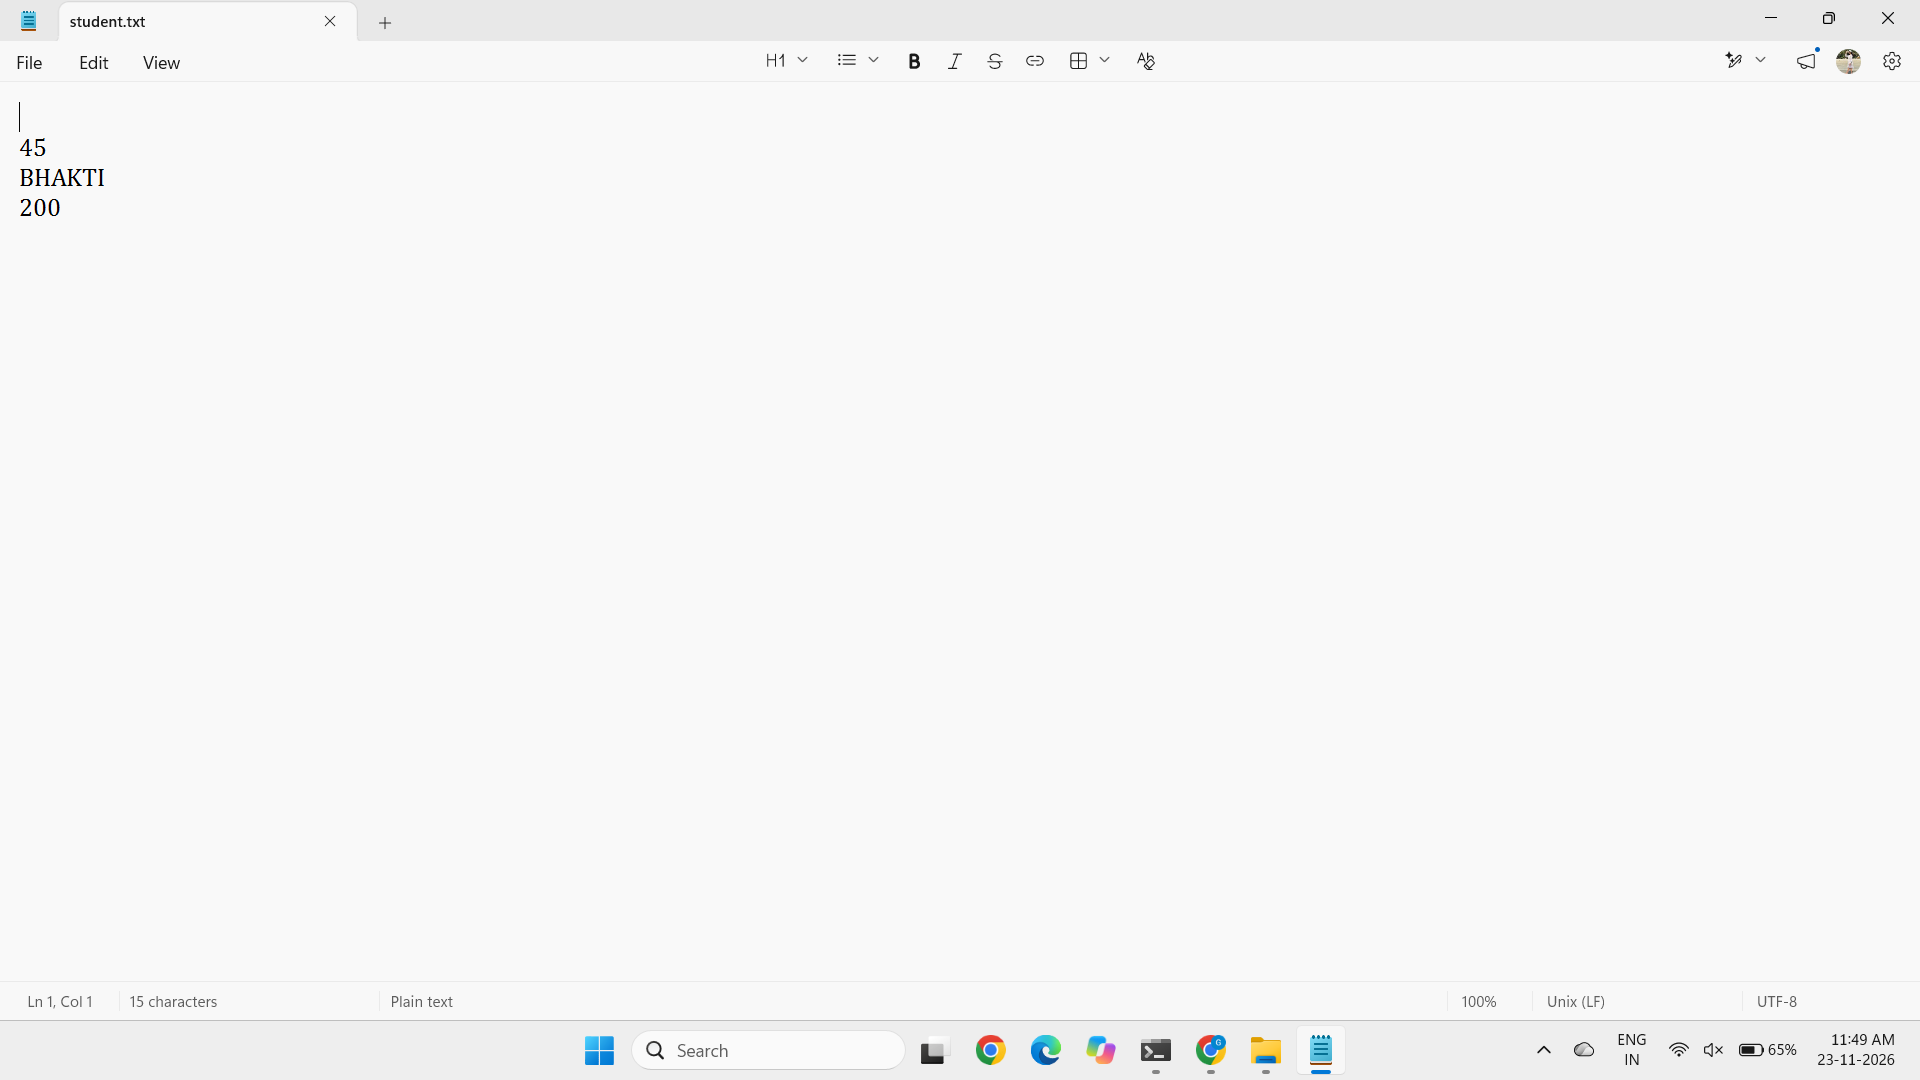 student.txt
File Edit View H1 B I S
45
BHAKTI
200
Ln 1, Col 1 15 characters Plain text 100% Unix (LF) UTF-8
Search ENG IN 65% 11:49 AM 23-11-2026